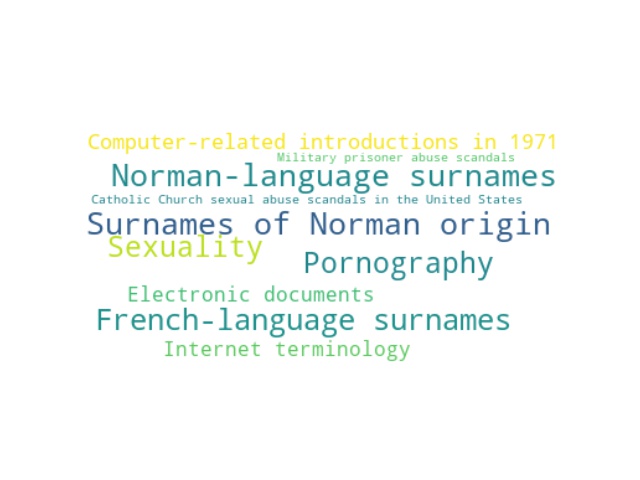 Computer-related introductions in 1971
Military prisoner abuse scandals
Norman-language surnames
Catholic Church sexual abuse scandals in the United States
Surnames of Norman origin
Sexuality
Pornography
Electronic documents
French-language surnames
Internet terminology